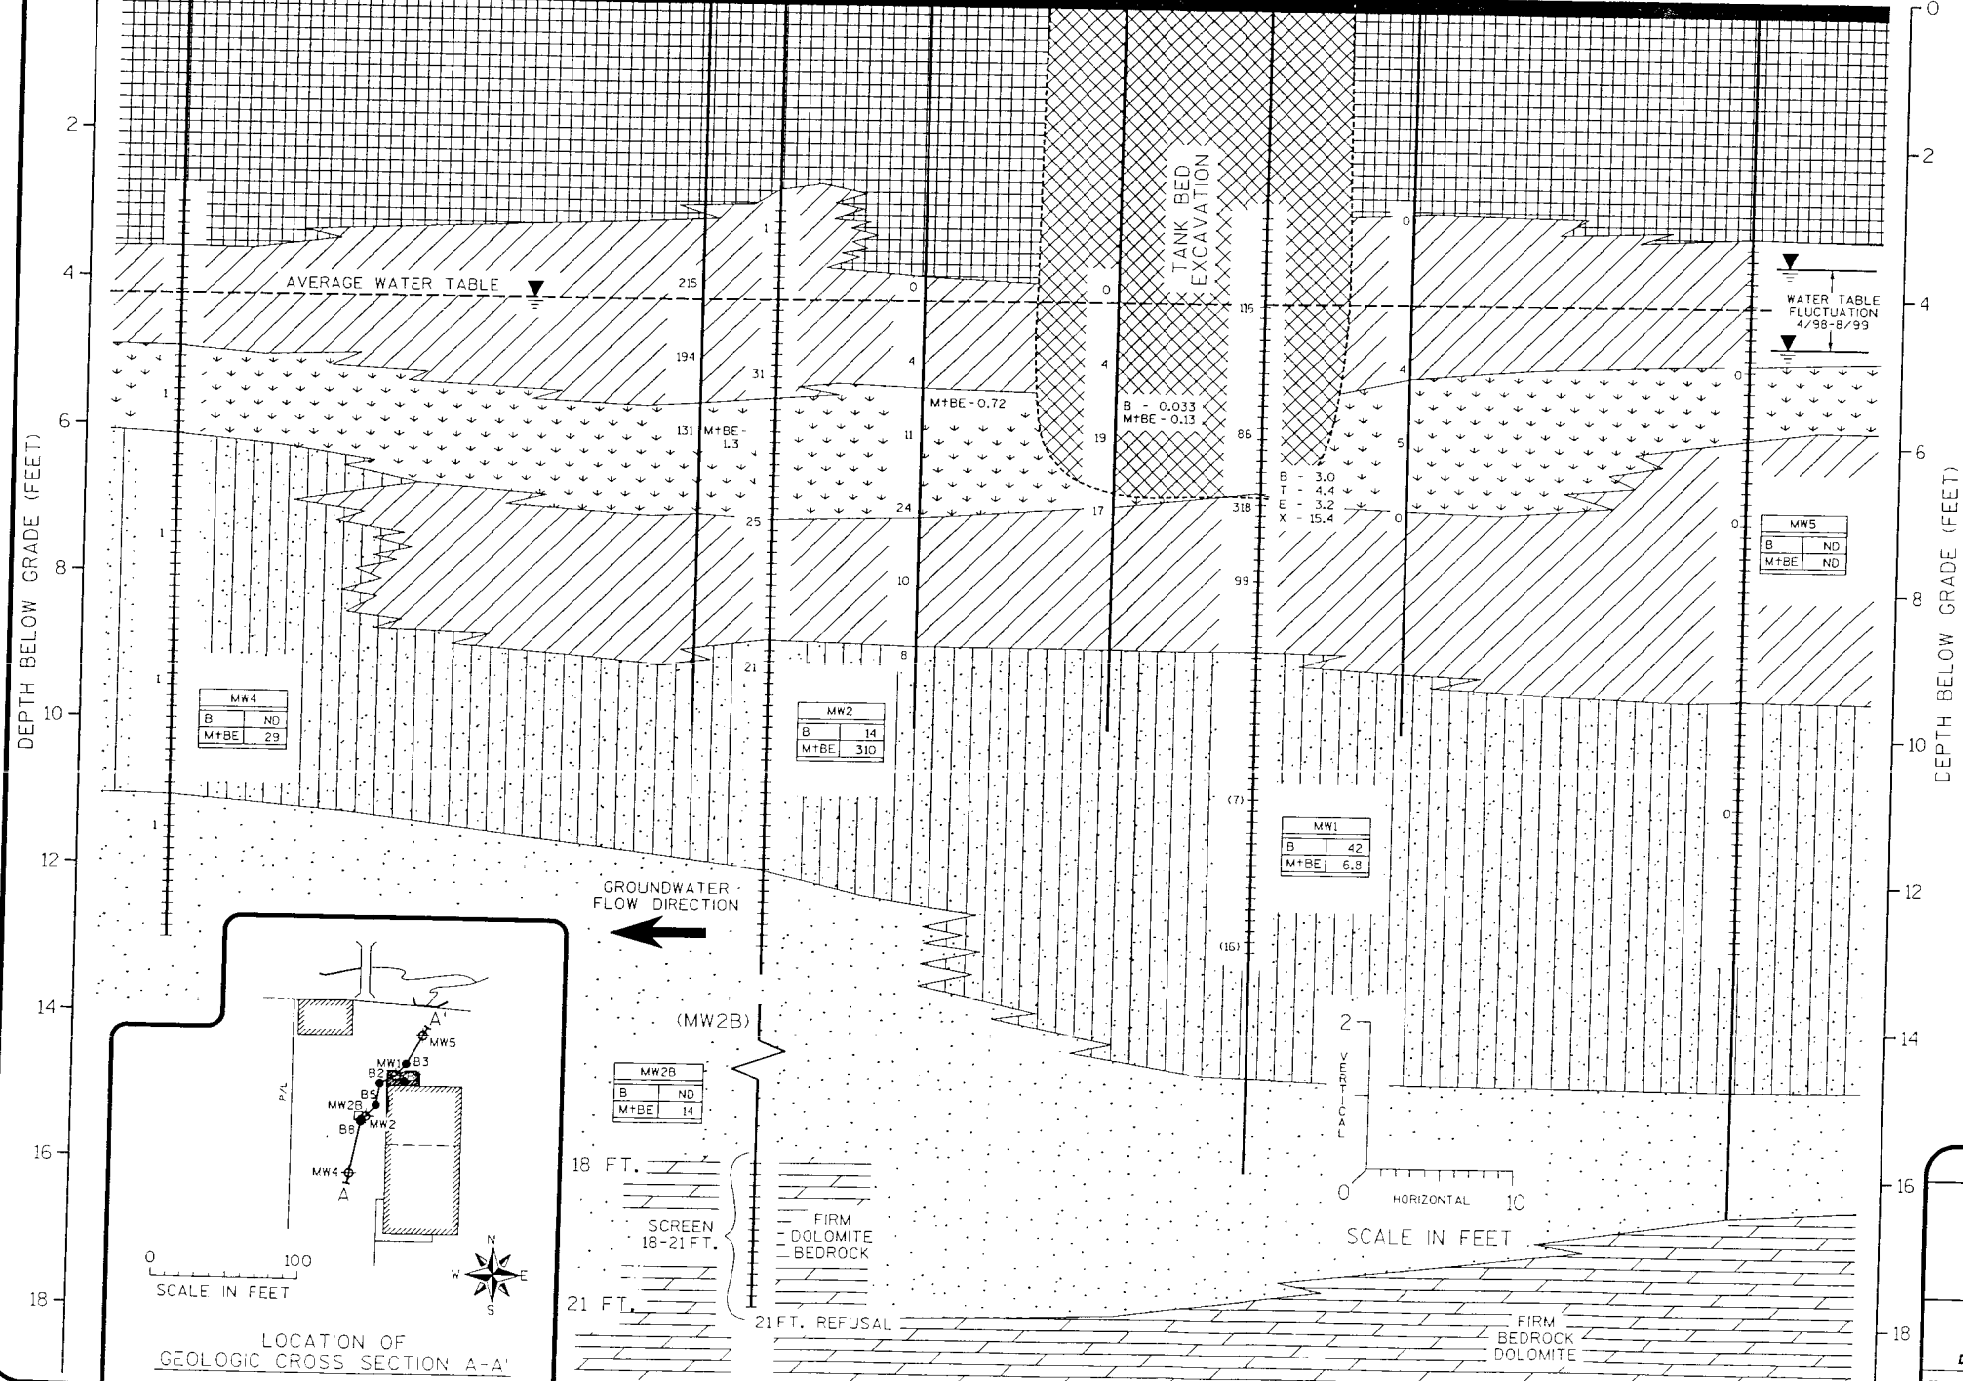 0
2
2
TANK BED
EXCAVATION
1
0
4
AVERAGE WATER TABLE
215
0
0
115
4
WATER TABLE
FLUCTUATION
4/98-8/99
194
31
4
4
4
0
1
M+BE-0.72
B - 0.033
M+BE-0.13
6
131
M+BE-
1.3
11
19
86
5
6
B - 3.0
T - 4.4
E - 3.2
X - 15.4
1
25
24
17
318
0
0
MW5
B ND
M+BE ND
8
10
99
8
DEPTH BELOW GRADE (FEET)
DEPTH BELOW GRADE (FEET)
1
21
8
MW4
B ND
M+BE 29
MW2
B 14
M+BE 310
10
10
1
(7)
0
MW1
B 42
M+BE 6.8
12
12
GROUNDWATER
FLOW DIRECTION
(16)
14
(MW2B)
2
14
VERTICAL
MW2B
B ND
M+BE 14
A'
MW5
MW1
B3
B2
P/L
B5
MW2B
MW2
B8
MW4
A
16
18 FT.
0
HORIZONTAL
10
16
SCREEN
18-21FT.
FIRM
DOLOMITE
BEDROCK
SCALE IN FEET
N
W
E
S
0
100
SCALE IN FEET
18
21 FT.
21FT. REFUSAL
FIRM
BEDROCK
DOLOMITE
18
LOCATION OF
GEOLOGIC CROSS SECTION A-A'